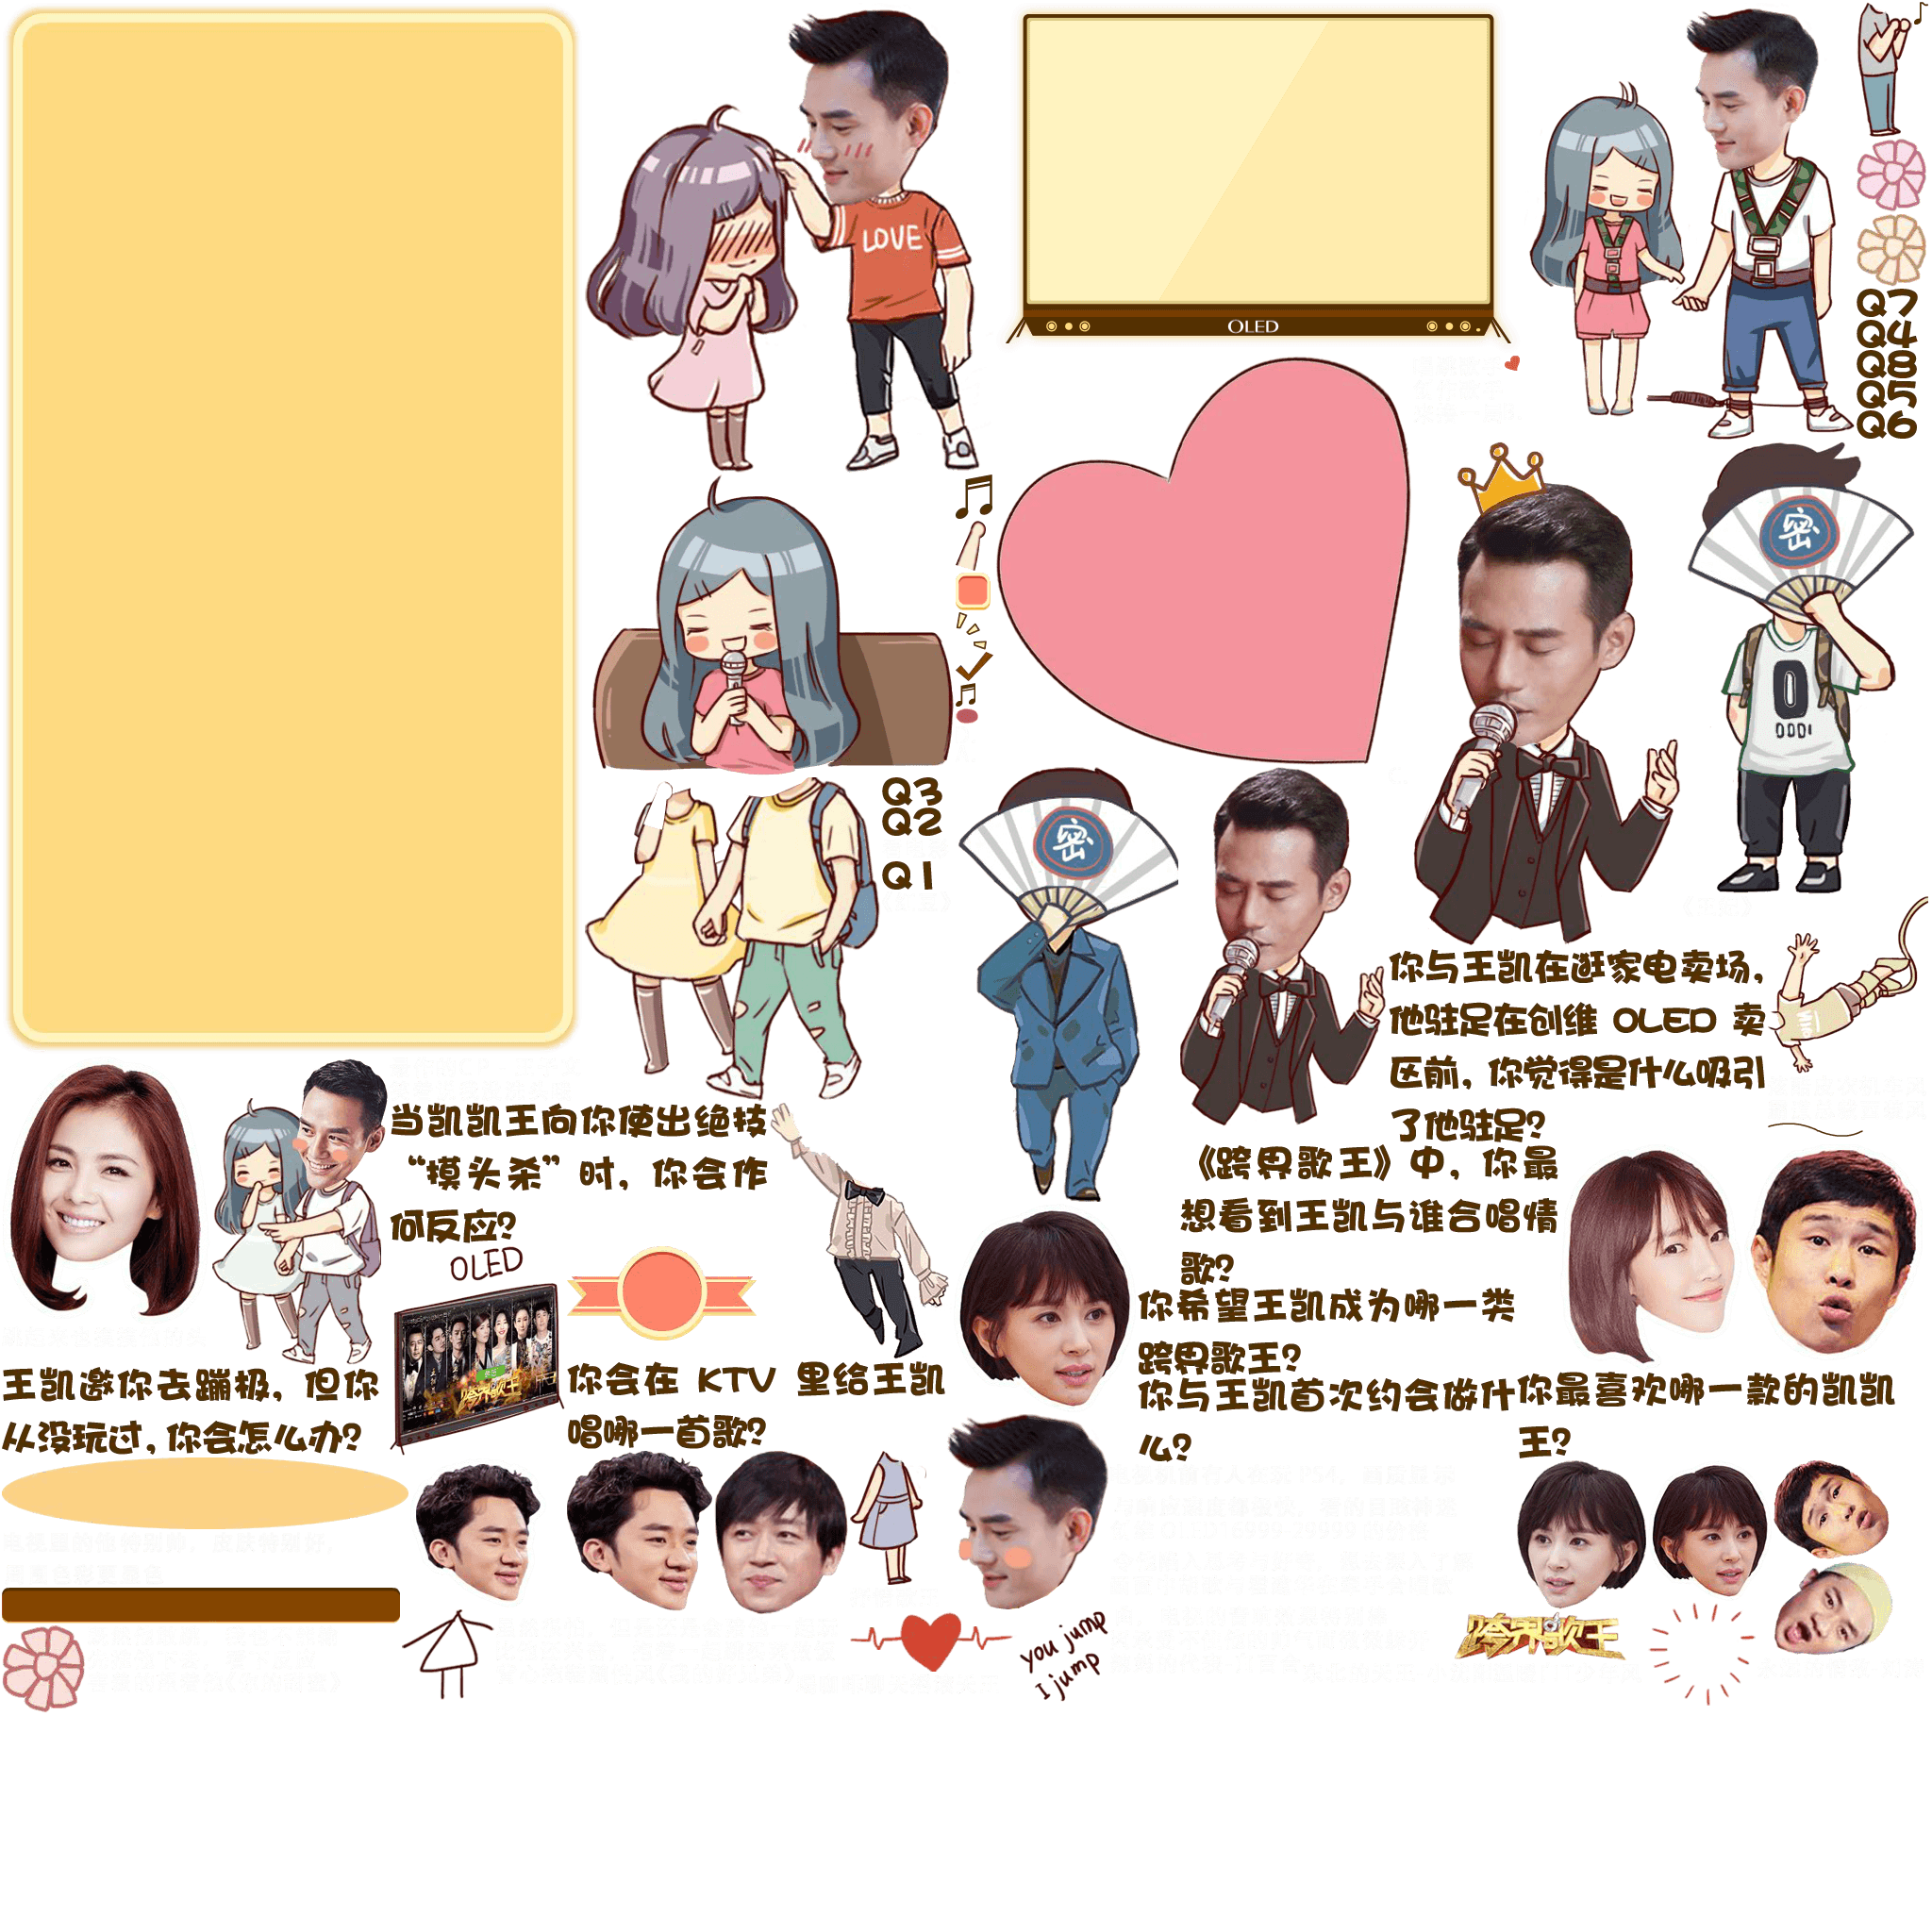 LOVE
OLED
Q7
Q4
Q8
Q5
Q6
密
密
0
Q3
Q2
Q1
你与王凯在逛家电卖场，
他驻足在创维 OLED 卖
区前，你觉得是什么吸引
了他驻足？
当凯凯王向你使出绝技
“摸头杀”时，你会作
何反应？
《跨界歌王》中，你最
想看到王凯与谁合唱情
歌？
OLED
跨界歌王
你希望王凯成为哪一类
跨界歌王？
王凯邀你去蹦极，但你
从没玩过，你会怎么办？
你会在 KTV 里给王凯
唱哪一首歌？
你与王凯首次约会做什
么？
你最喜欢哪一款的凯凯
王？
跨界歌王
you jump
I jump